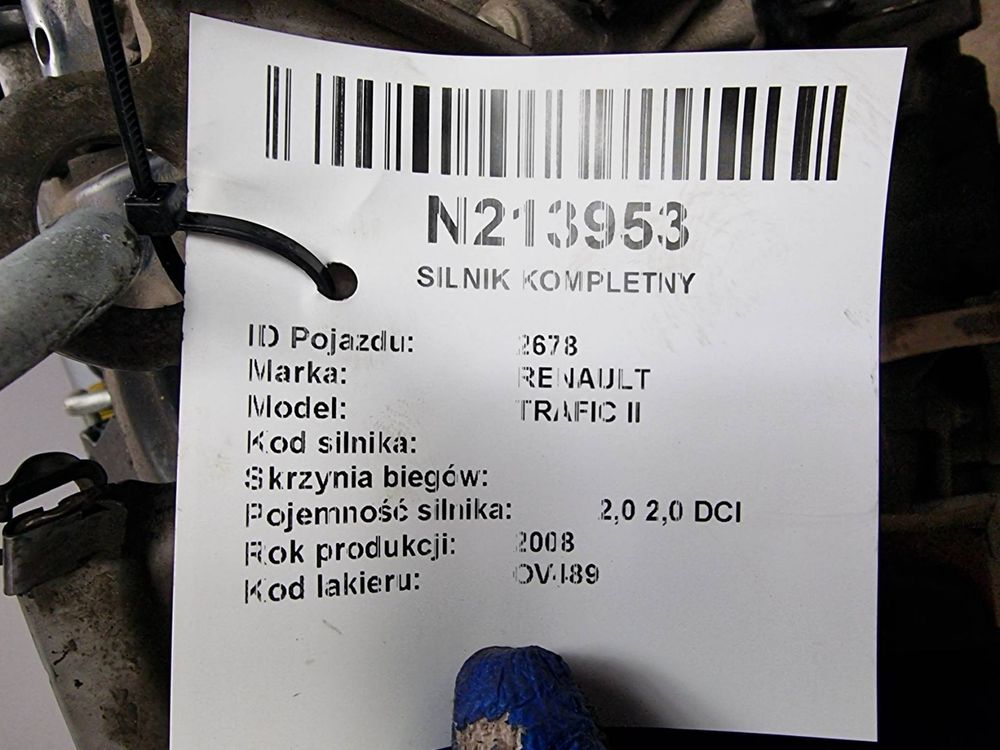 N213953
SILNIK KOMPLETNY
ID Pojazdu: 2678
Marka: RENAULT
Model: TRAFIC II
Kod silnika:
Skrzynia biegów:
Pojemność silnika: 2,0 2,0 DCI
Rok produkcji: 2008
Kod lakieru: OV489